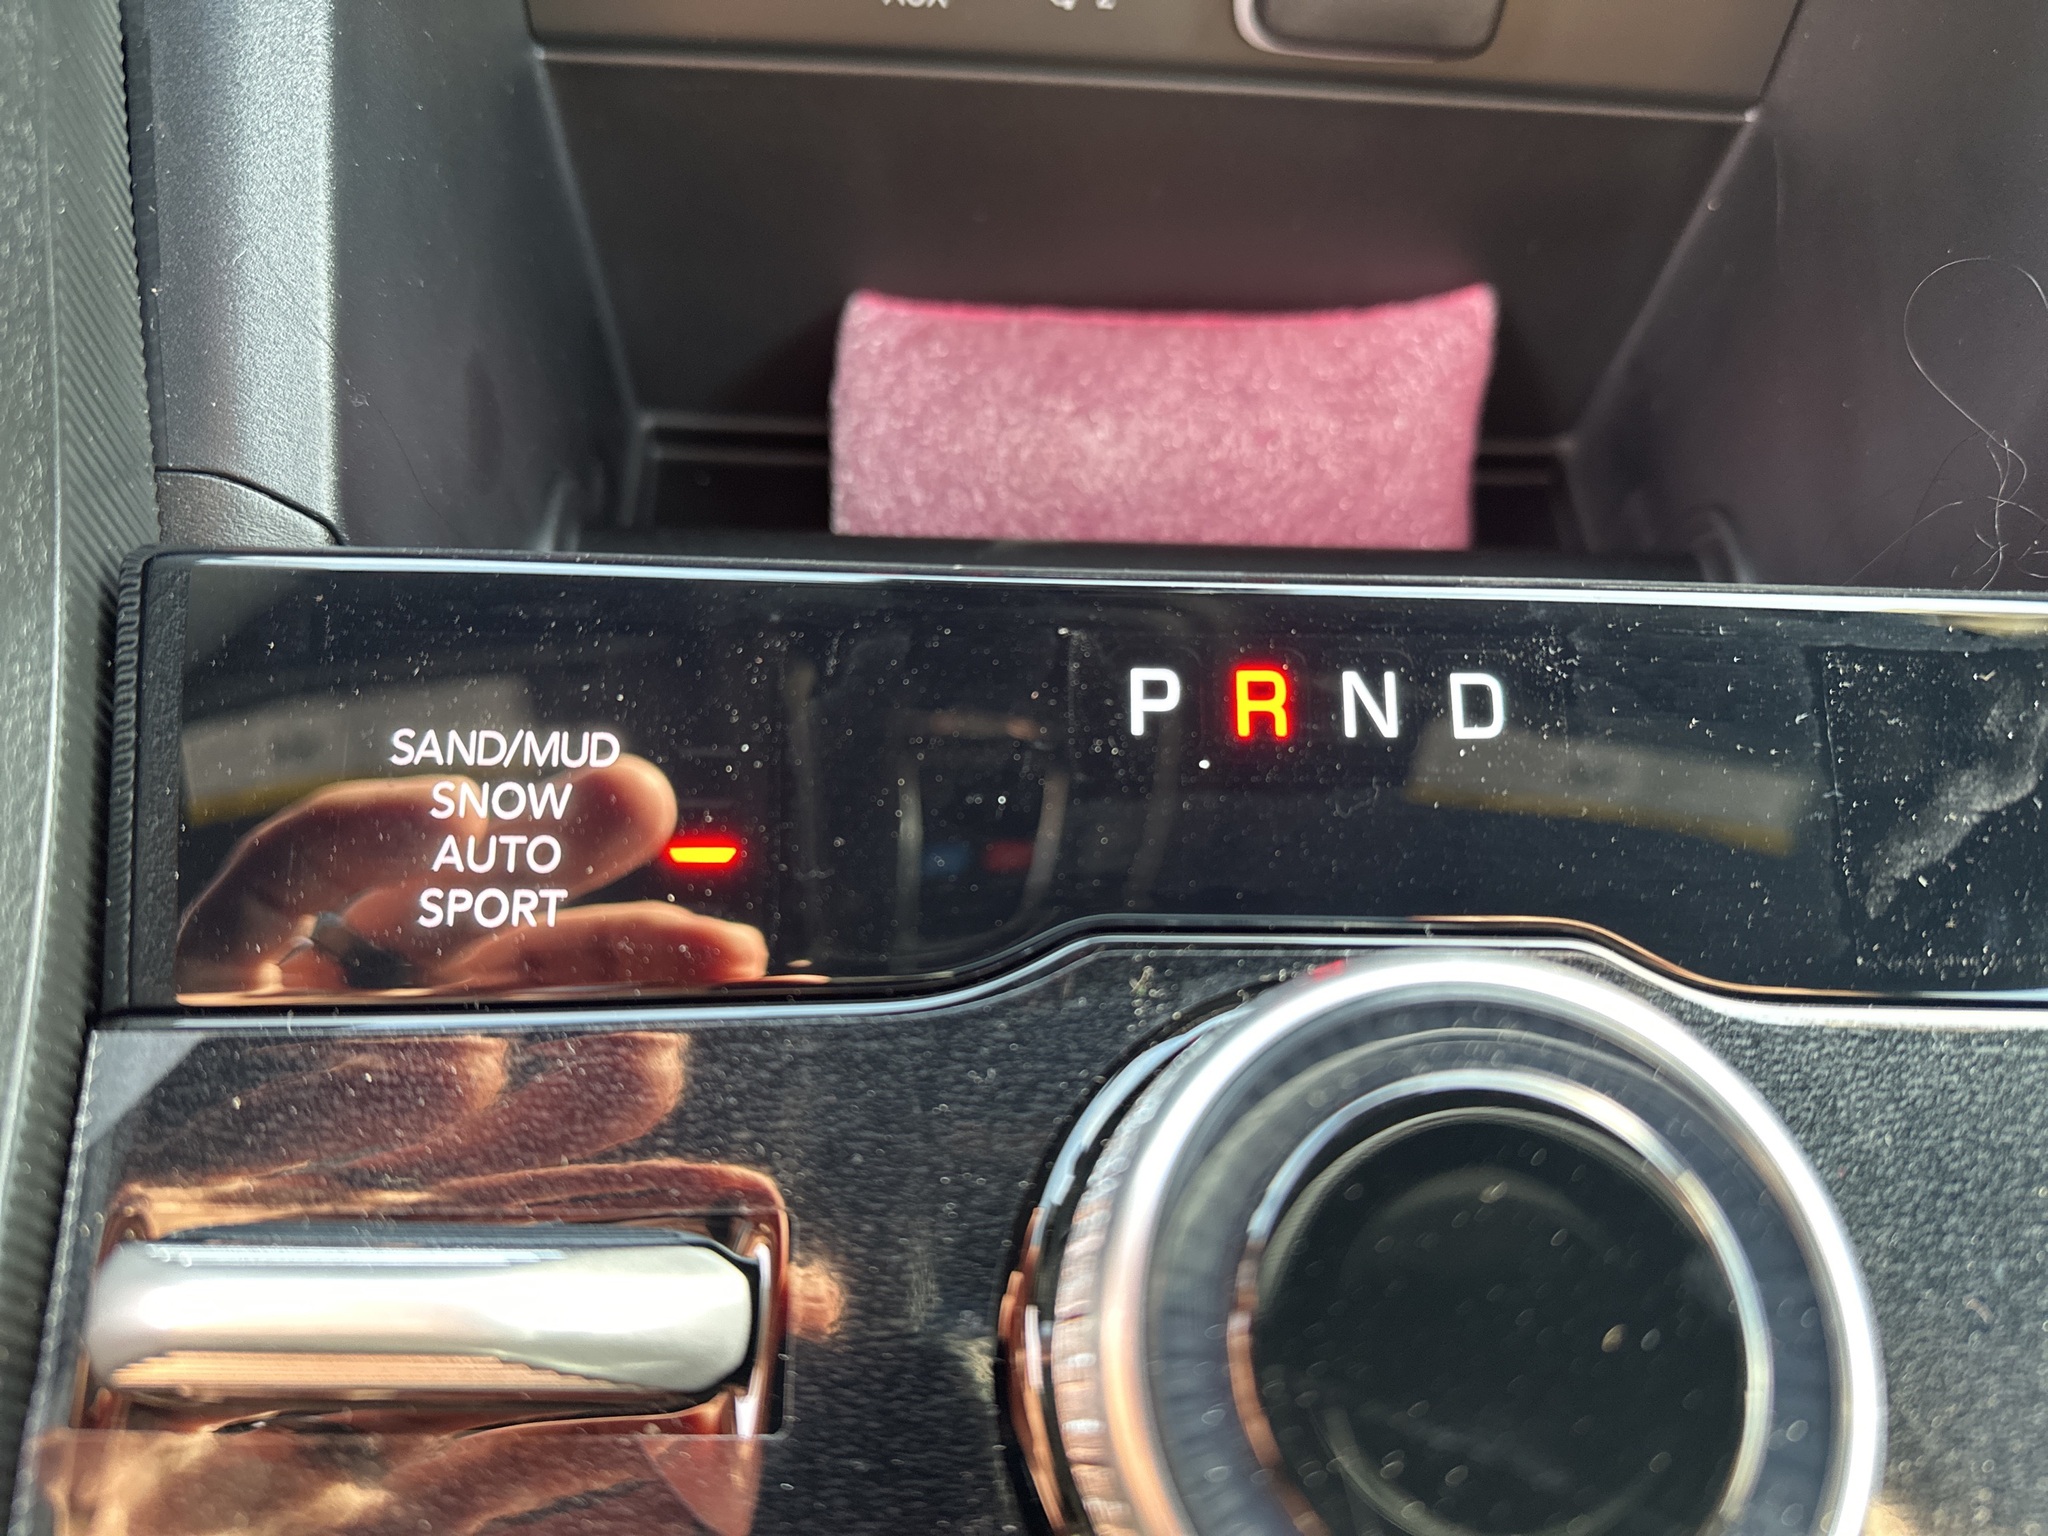 P R N D
SAND/MUD
SNOW
AUTO
SPORT